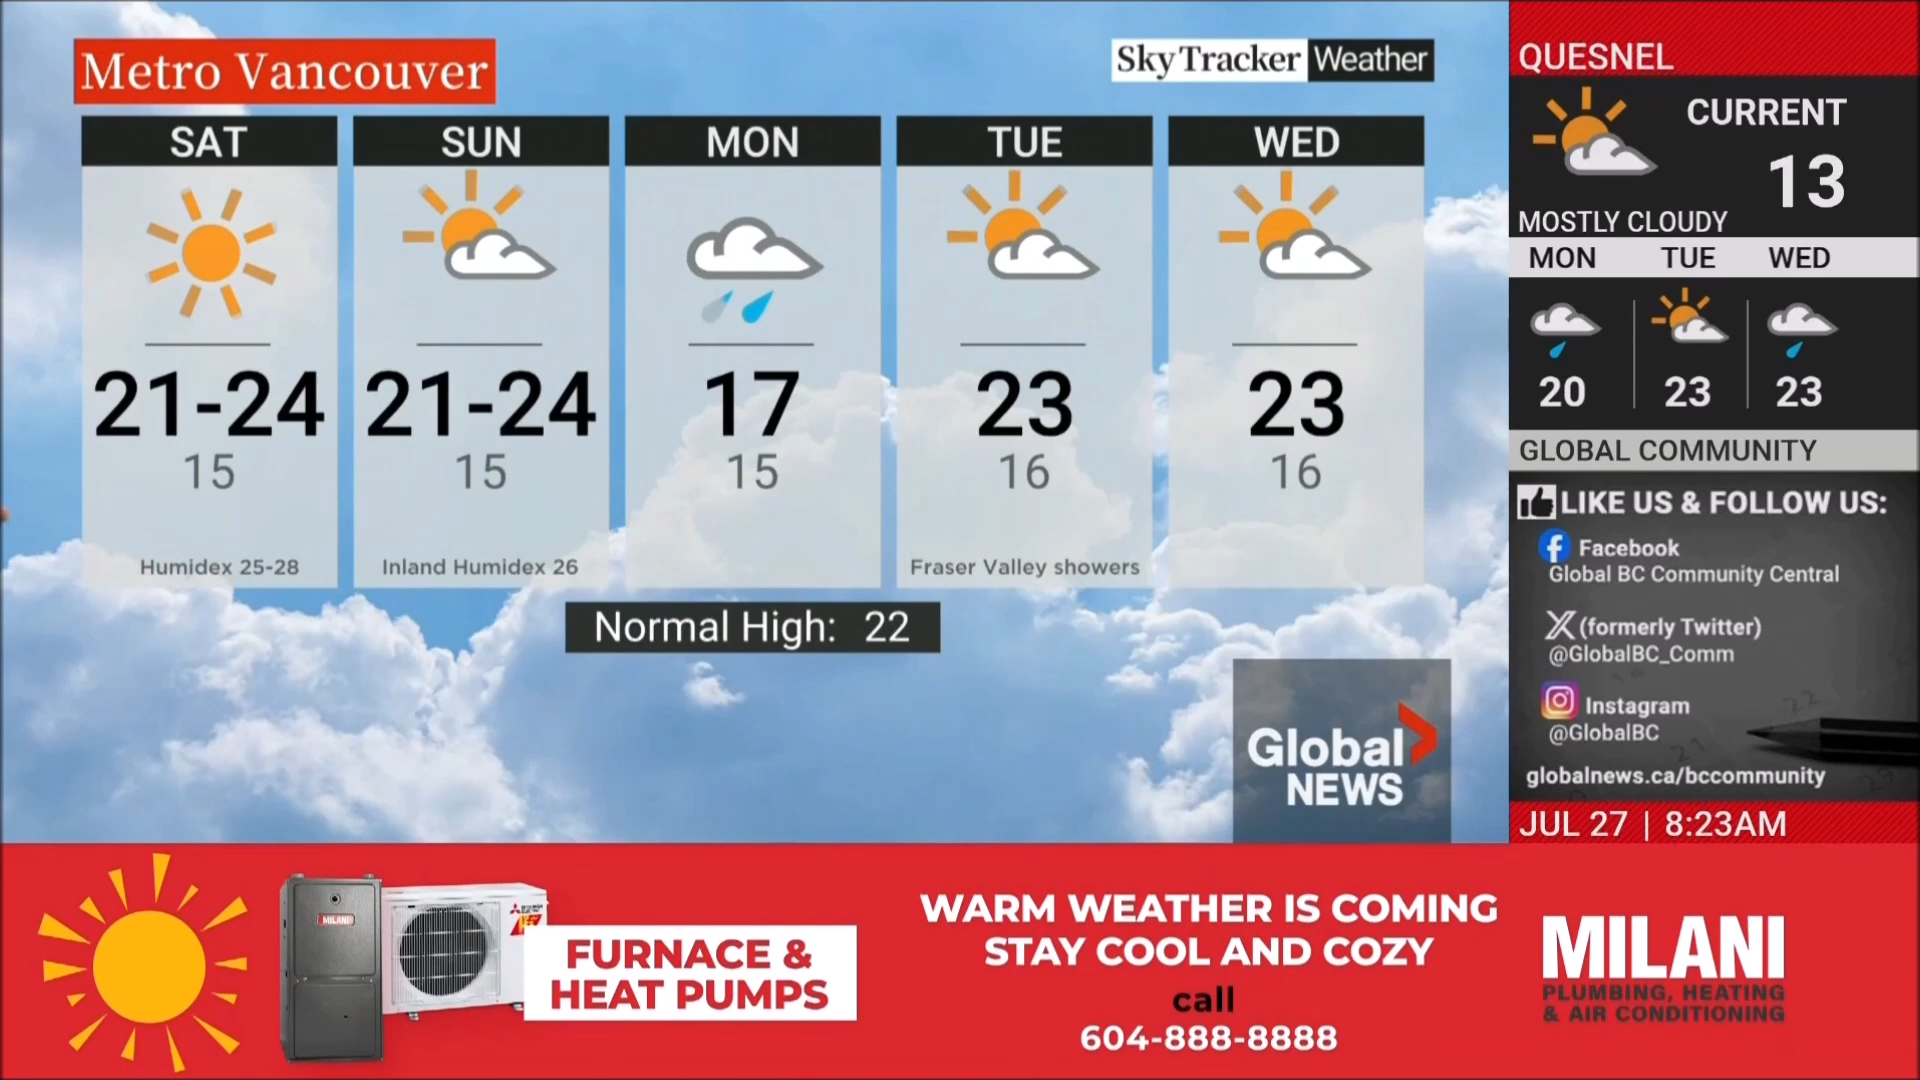 Metro Vancouver
SkyTracker Weather
SAT
SUN
MON
TUE
WED
21-24
21-24
17
23
23
15
15
15
16
16
Humidex 25-28
Inland Humidex 26
Fraser Valley showers
Normal High: 22
Global
NEWS
QUESNEL
CURRENT
13
MOSTLY CLOUDY
MON TUE WED
20 23 23
GLOBAL COMMUNITY
LIKE US & FOLLOW US:
Facebook
Global BC Community Central
X (formerly Twitter)
@GlobalBC_Comm
Instagram
@GlobalBC
globalnews.ca/bccommunity
JUL 27 | 8:23AM
MILANI
FURNACE &
HEAT PUMPS
WARM WEATHER IS COMING
STAY COOL AND COZY
call
604-888-8888
MILANI
PLUMBING, HEATING
& AIR CONDITIONING